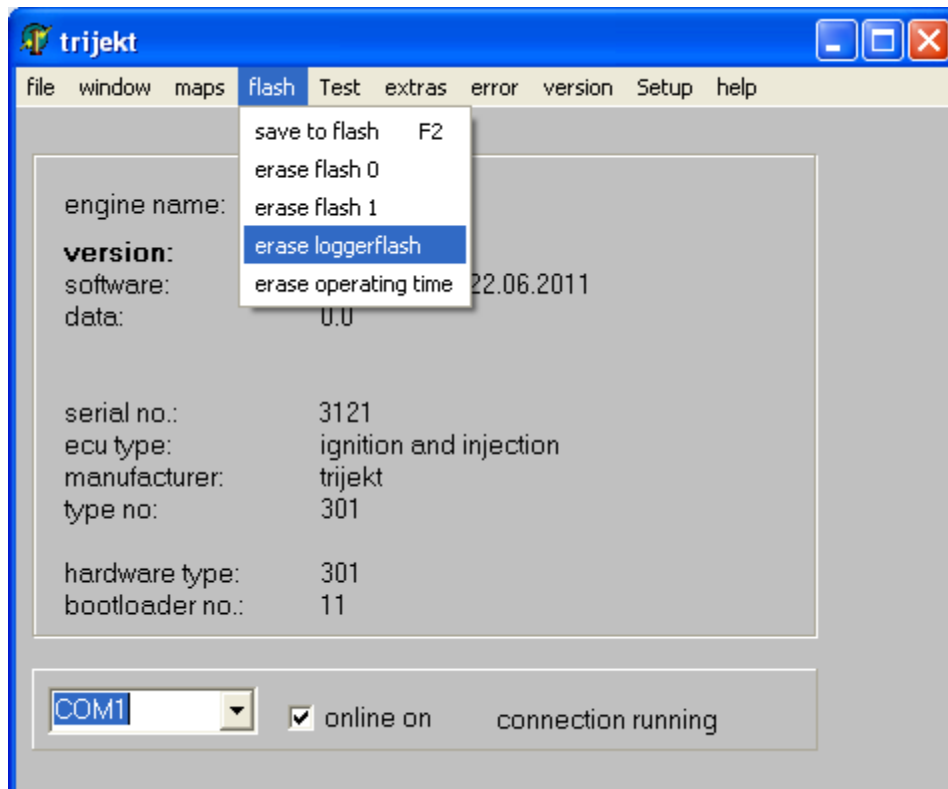 trijekt
file window maps flash Test extras error version Setup help
save to flash F2
erase flash 0
erase flash 1
erase loggerflash
erase operating time
engine name:
version:
software: 22.06.2011
data: 0.0
serial no.: 3121
ecu type: ignition and injection
manufacturer: trijekt
type no: 301
hardware type: 301
bootloader no.: 11
COM1 online on connection running